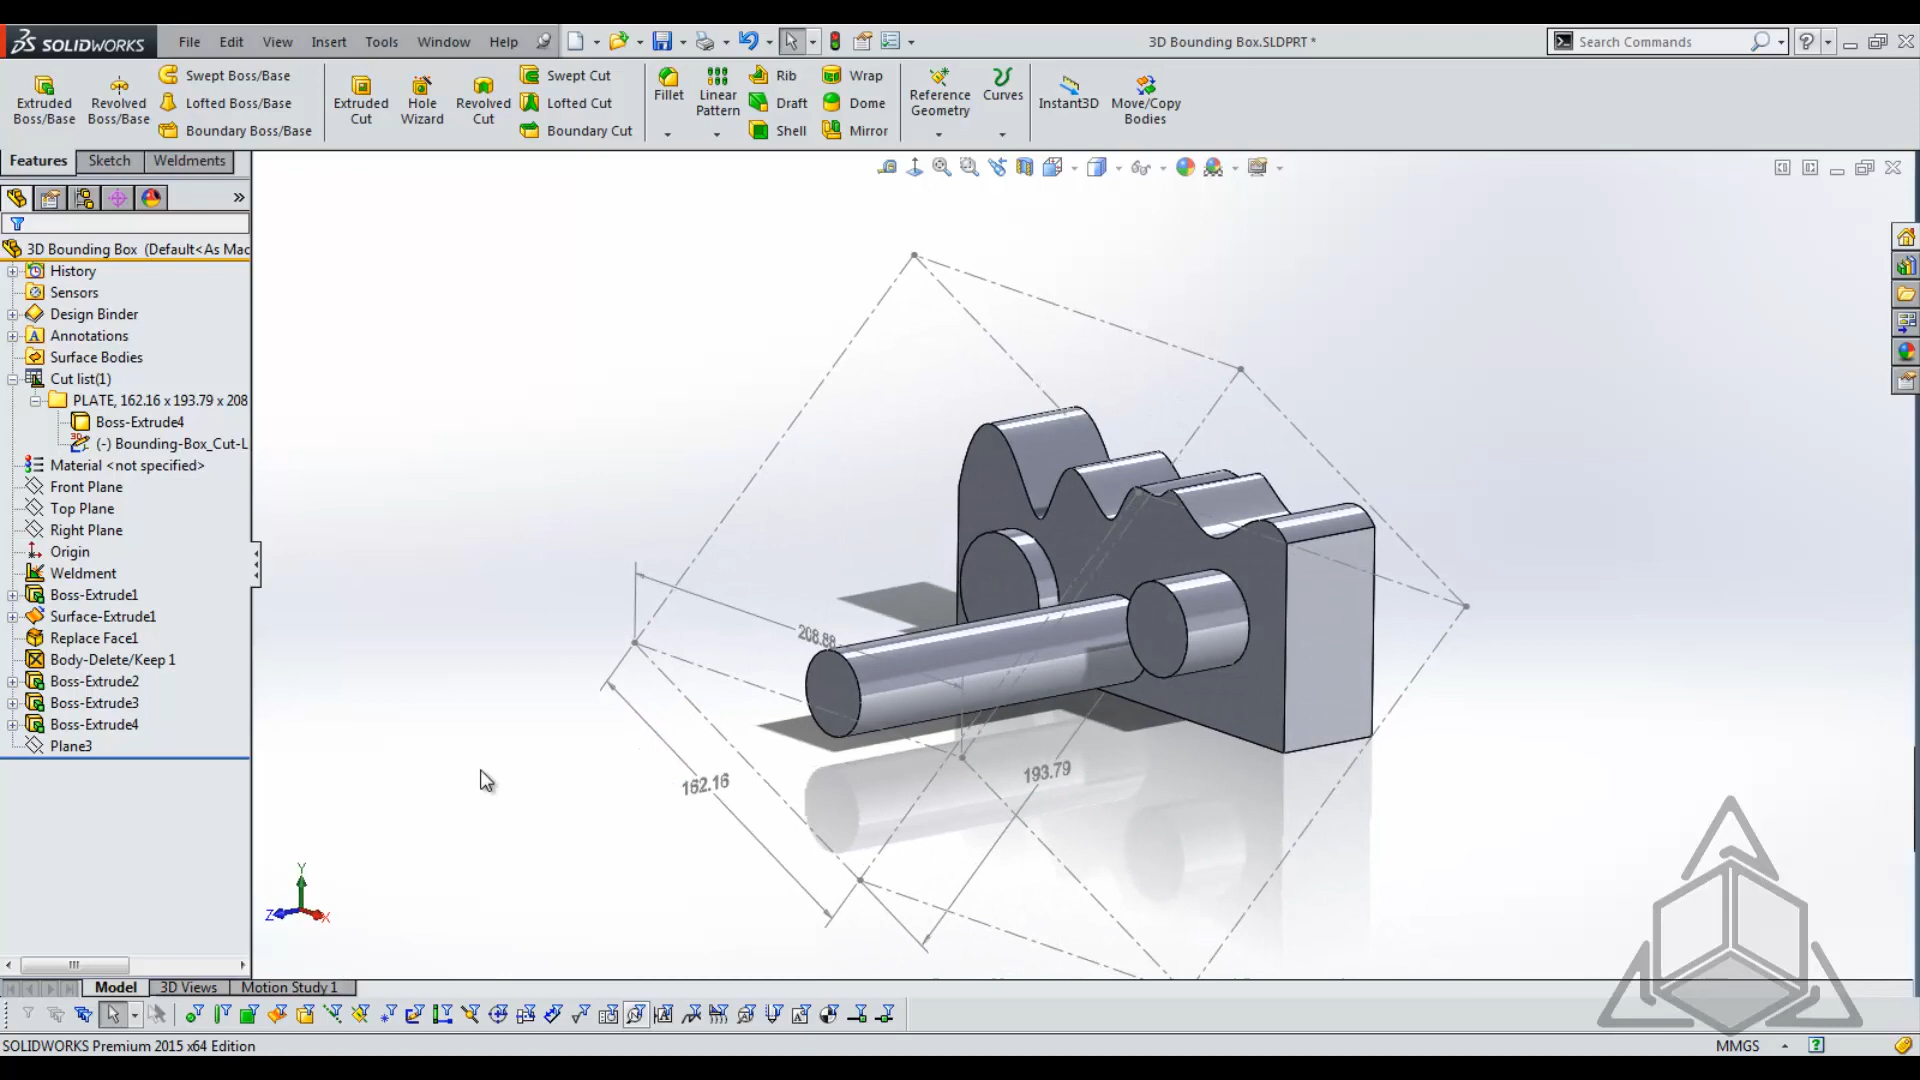 SOLIDWORKS File Edit View Insert Tools Window Help 3D Bounding Box.SLDPRT * Search Commands
Extruded Boss/Base
Revolved Boss/Base
Swept Boss/Base
Lofted Boss/Base
Boundary Boss/Base
Extruded Cut
Hole Wizard
Revolved Cut
Swept Cut
Lofted Cut
Boundary Cut
Fillet
Linear Pattern
Rib
Draft
Shell
Wrap
Dome
Mirror
Reference Geometry
Curves
Instant3D
Move/Copy Bodies
Features Sketch Weldments
3D Bounding Box (Default<As Mac
History
Sensors
Design Binder
Annotations
Surface Bodies
Cut list(1)
PLATE, 162.16 x 193.79 x 208
Boss-Extrude4
(-) Bounding-Box_Cut-L
Material <not specified>
Front Plane
Top Plane
Right Plane
Origin
Weldment
Boss-Extrude1
Surface-Extrude1
Replace Face1
Body-Delete/Keep 1
Boss-Extrude2
Boss-Extrude3
Boss-Extrude4
Plane3
208.88
162.16
193.79
Y
Z
X
Model 3D Views Motion Study 1
SOLIDWORKS Premium 2015 x64 Edition MMGS